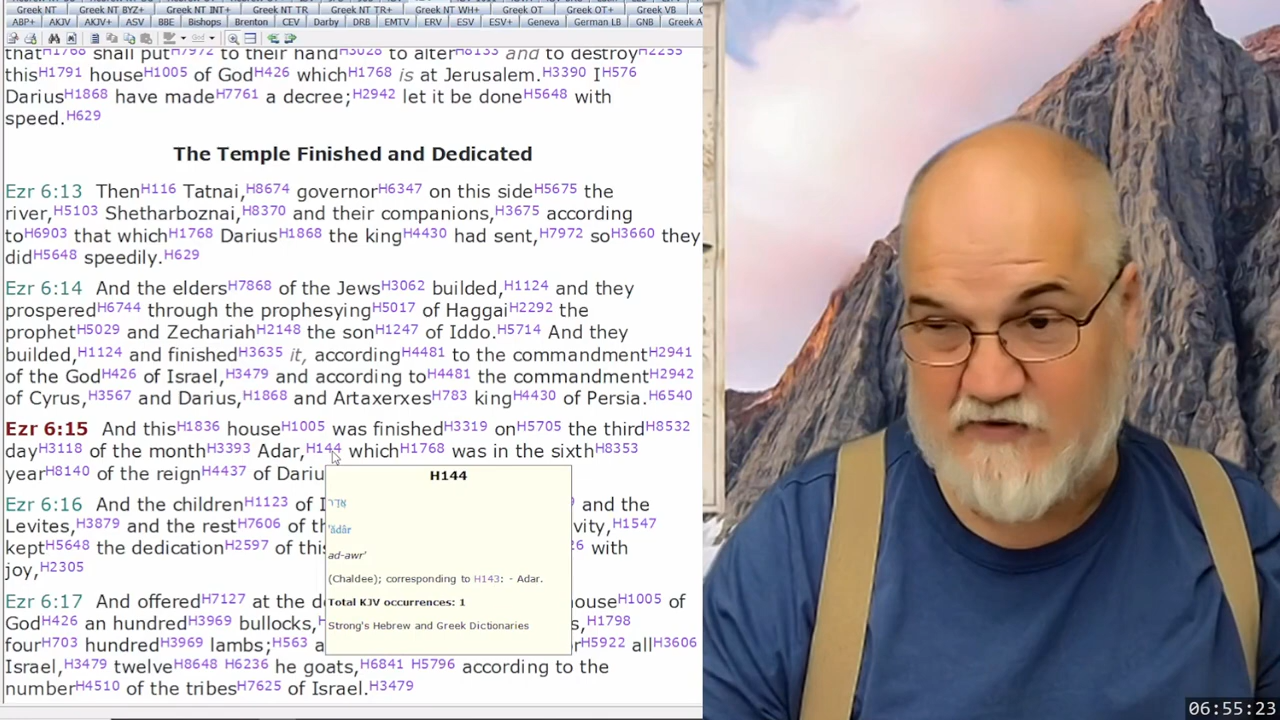 Greek NT Greek NT BYZ+ Greek NT INT+ Greek NT TR Greek NT TR+ Greek NT WH+ Greek OT Greek OT+ Greek VB
ABP+ AKJV AKJV+ ASV BBE Bishops Brenton CEV Darby DRB EMTV ERV ESV ESV+ Geneva German LB GNB Greek A
that H1768 shall put H7972 to their hand H3028 to alter H8133 and to destroy H2255
this H1791 house H1005 of God H426 which H1768 is at Jerusalem. H3390 I H576
Darius H1868 have made H7761 a decree; H2942 let it be done H5648 with
speed. H629
The Temple Finished and Dedicated
Ezr 6:13 Then H116 Tatnai, H8674 governor H6347 on this side H5675 the
river, H5103 Shetharboznai, H8370 and their companions, H3675 according
to H6903 that which H1768 Darius H1868 the king H4430 had sent, H7972 so H3660 they
did H5648 speedily. H629
Ezr 6:14 And the elders H7868 of the Jews H3062 builded, H1124 and they
prospered H6744 through the prophesying H5017 of Haggai H2292 the
prophet H5029 and Zechariah H2148 the son H1247 of Iddo. H5714 And they
builded, H1124 and finished H3635 it, according H4481 to the commandment H2941
of the God H426 of Israel, H3479 and according to H4481 the commandment H2942
of Cyrus, H3567 and Darius, H1868 and Artaxerxes H783 king H4430 of Persia. H6540
Ezr 6:15 And this H1836 house H1005 was finished H3319 on H5705 the third H8532
day H3118 of the month H3393 Adar, H144 which H1768 was in the sixth H8353
year H8140 of the reign H4437 of Dariu
H144
אֲדָר
'ădâr
ad-awr'
(Chaldee); corresponding to H143: - Adar.
Total KJV occurrences: 1
Strong's Hebrew and Greek Dictionaries
Ezr 6:16 And the children H1123 of I 9 and the
Levites, H3879 and the rest H7606 of th vity, H1547
kept H5648 the dedication H2597 of this 26 with
joy, H2305
Ezr 6:17 And offered H7127 at the d ouse H1005 of
God H426 an hundred H3969 bullocks, s, H1798
four H703 hundred H3969 lambs; H563 a or H5922 all H3606
Israel, H3479 twelve H8648 H6236 he goats, H6841 H5796 according to the
number H4510 of the tribes H7625 of Israel. H3479
06:55:23